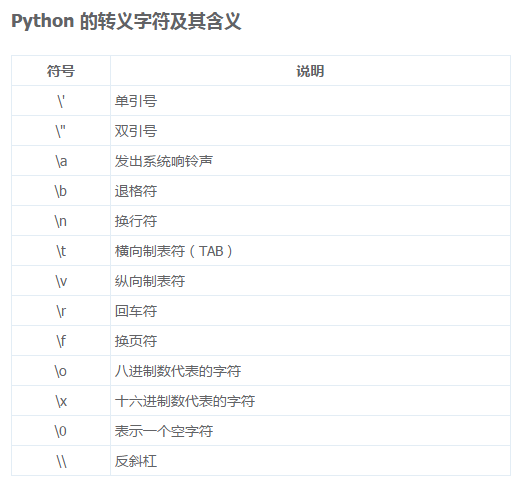 Python 的转义字符及其含义
符号 说明
\' 单引号
\" 双引号
\a 发出系统响铃声
\b 退格符
\n 换行符
\t 横向制表符（TAB）
\v 纵向制表符
\r 回车符
\f 换页符
\o 八进制数代表的字符
\x 十六进制数代表的字符
\0 表示一个空字符
\\ 反斜杠